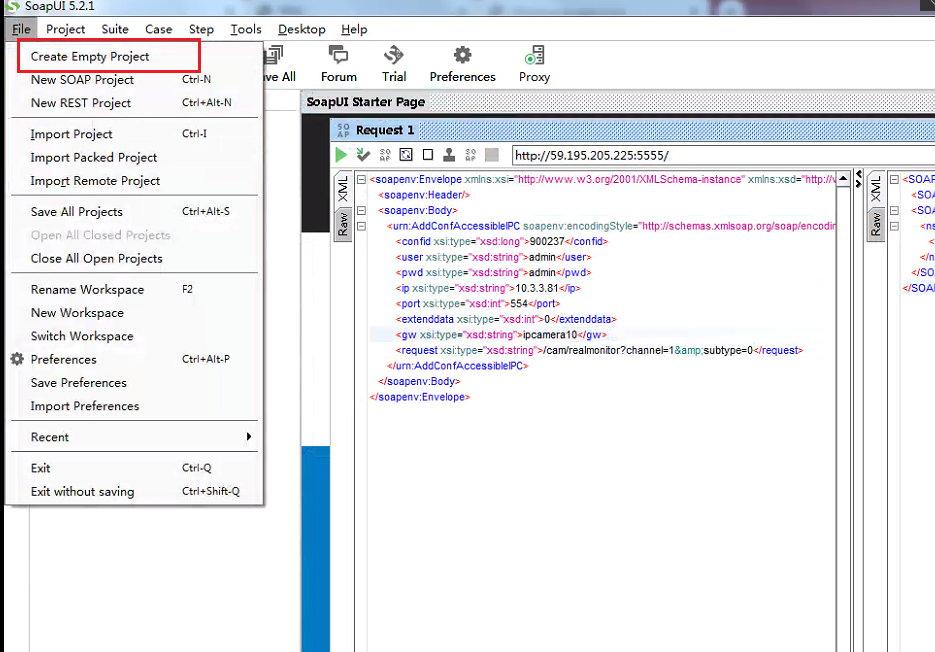 SoapUI 5.2.1
File Project Suite Case Step Tools Desktop Help
Create Empty Project
New SOAP Project Ctrl-N
New REST Project Ctrl+Alt-N
Import Project Ctrl-I
Import Packed Project
Import Remote Project
Save All Projects Ctrl+Alt-S
Open All Closed Projects
Close All Open Projects
Rename Workspace F2
New Workspace
Switch Workspace
Preferences Ctrl+Alt-P
Save Preferences
Import Preferences
Recent
Exit Ctrl-Q
Exit without saving Ctrl+Shift-Q
ve All Forum Trial Preferences Proxy
SoapUI Starter Page
SO AP Request 1
http://59.195.205.225:5555/
XML
Raw
<soapenv:Envelope xmlns:xsi="http://www.w3.org/2001/XMLSchema-instance" xmlns:xsd="http://v
<soapenv:Header/>
<soapenv:Body>
<urn:AddConfAccessibleIPC soapenv:encodingStyle="http://schemas.xmlsoap.org/soap/encodin
<confid xsi:type="xsd:long">900237</confid>
<user xsi:type="xsd:string">admin</user>
<pwd xsi:type="xsd:string">admin</pwd>
<ip xsi:type="xsd:string">10.3.3.81</ip>
<port xsi:type="xsd:int">554</port>
<extenddata xsi:type="xsd:int">0</extenddata>
<gw xsi:type="xsd:string">ipcamera10</gw>
<request xsi:type="xsd:string">/cam/realmonitor?channel=1&amp;subtype=0</request>
</urn:AddConfAccessibleIPC>
</soapenv:Body>
</soapenv:Envelope>
XML
Raw
<SOAP
<SO
<SO
<ns
<
</n
</SO
</SOA